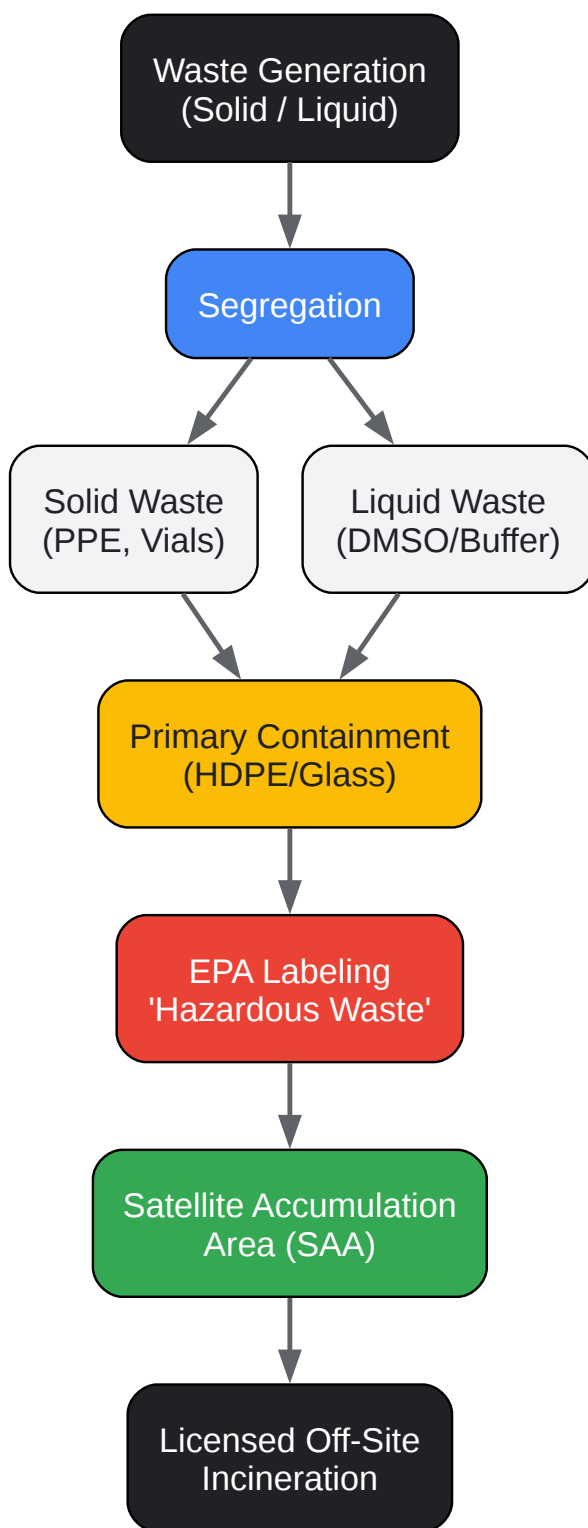 Waste Generation
(Solid / Liquid)
Segregation
Solid Waste
(PPE, Vials)
Liquid Waste
(DMSO/Buffer)
Primary Containment
(HDPE/Glass)
EPA Labeling
'Hazardous Waste'
Satellite Accumulation
Area (SAA)
Licensed Off-Site
Incineration